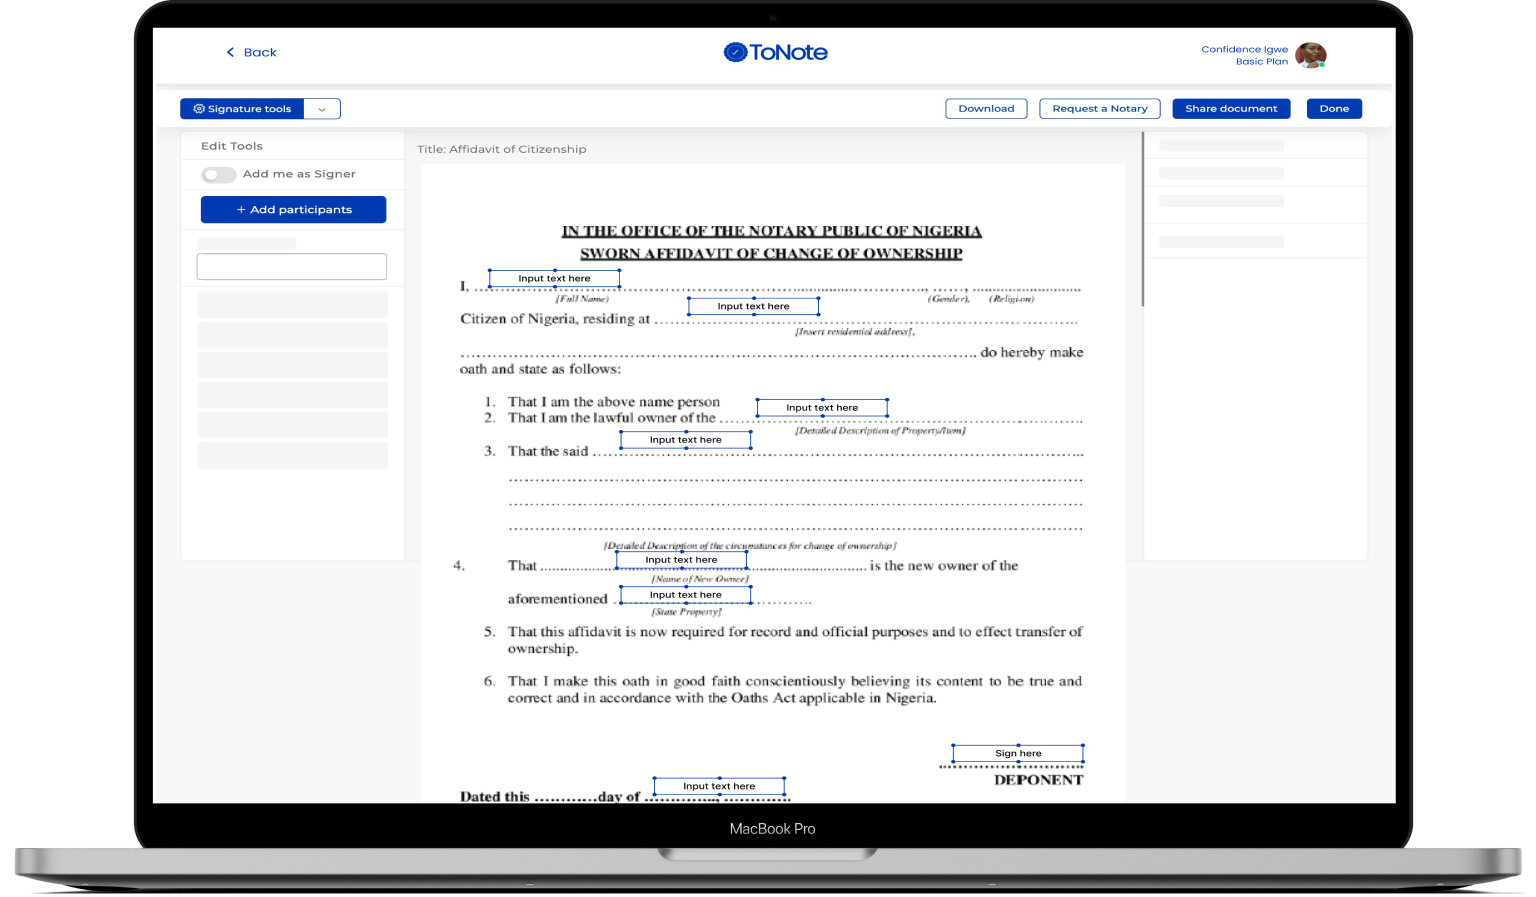 Back
ToNote
Confidence Igwe
Basic Plan
Signature tools
Download
Request a Notary
Share document
Done
Edit Tools
Add me as Signer
+ Add participants
Title: Affidavit of Citizenship
IN THE OFFICE OF THE NOTARY PUBLIC OF NIGERIA
SWORN AFFIDAVIT OF CHANGE OF OWNERSHIP
Input text here
I, ............................................................, ......., ........................
[Full Name) (Gender), (Religion)
Input text here
Citizen of Nigeria, residing at ............................................................
[Insert residential address],
............................................................ do hereby make
oath and state as follows:
1. That I am the above name person
Input text here
2. That I am the lawful owner of the ............................................................
[Detailed Description of Property/Item]
Input text here
3. That the said ............................................................
............................................................
............................................................
............................................................
[Detailed Description of the circumstances for change of ownership]
Input text here
4. That ............................................................ is the new owner of the
[Name of New Owner]
Input text here
aforementioned ........................................
[State Property]
5. That this affidavit is now required for record and official purposes and to effect transfer of
ownership.
6. That I make this oath in good faith conscientiously believing its content to be true and
correct and in accordance with the Oaths Act applicable in Nigeria.
Sign here
..............................
DEPONENT
Input text here
Dated this ............day of .............., .............
MacBook Pro